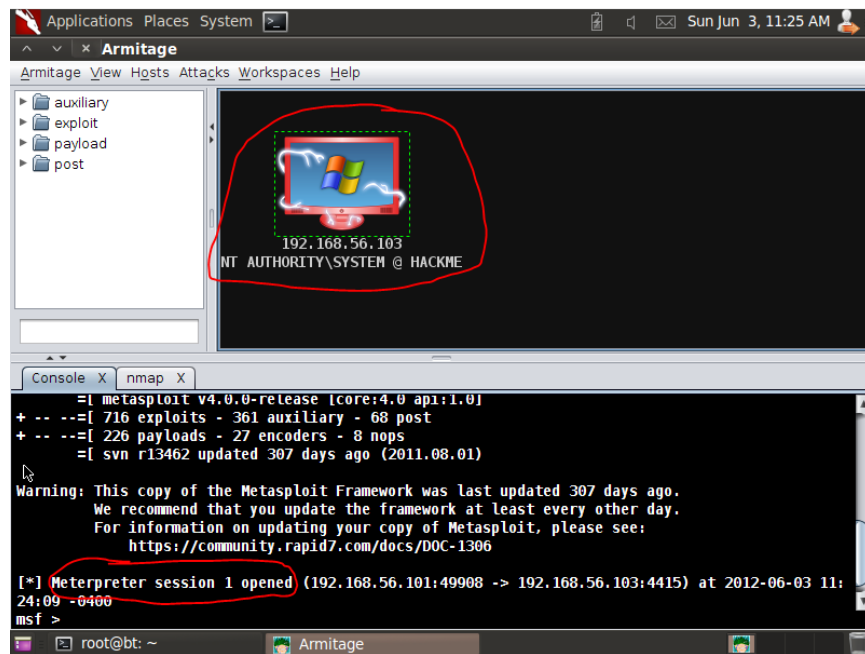 Applications Places System
Sun Jun 3, 11:25 AM
Armitage
Armitage View Hosts Attacks Workspaces Help
auxiliary
exploit
payload
post
192.168.56.103
NT AUTHORITY\SYSTEM @ HACKME
Console X nmap X
=[ metasploit v4.0.0-release [core:4.0 api:1.0]
+ -- --=[ 716 exploits - 361 auxiliary - 68 post
+ -- --=[ 226 payloads - 27 encoders - 8 nops
=[ svn r13462 updated 307 days ago (2011.08.01)
Warning: This copy of the Metasploit Framework was last updated 307 days ago.
We recommend that you update the framework at least every other day.
For information on updating your copy of Metasploit, please see:
https://community.rapid7.com/docs/DOC-1306
[*] Meterpreter session 1 opened (192.168.56.101:49908 -> 192.168.56.103:4415) at 2012-06-03 11:
24:09 -0400
msf >
root@bt: ~ Armitage